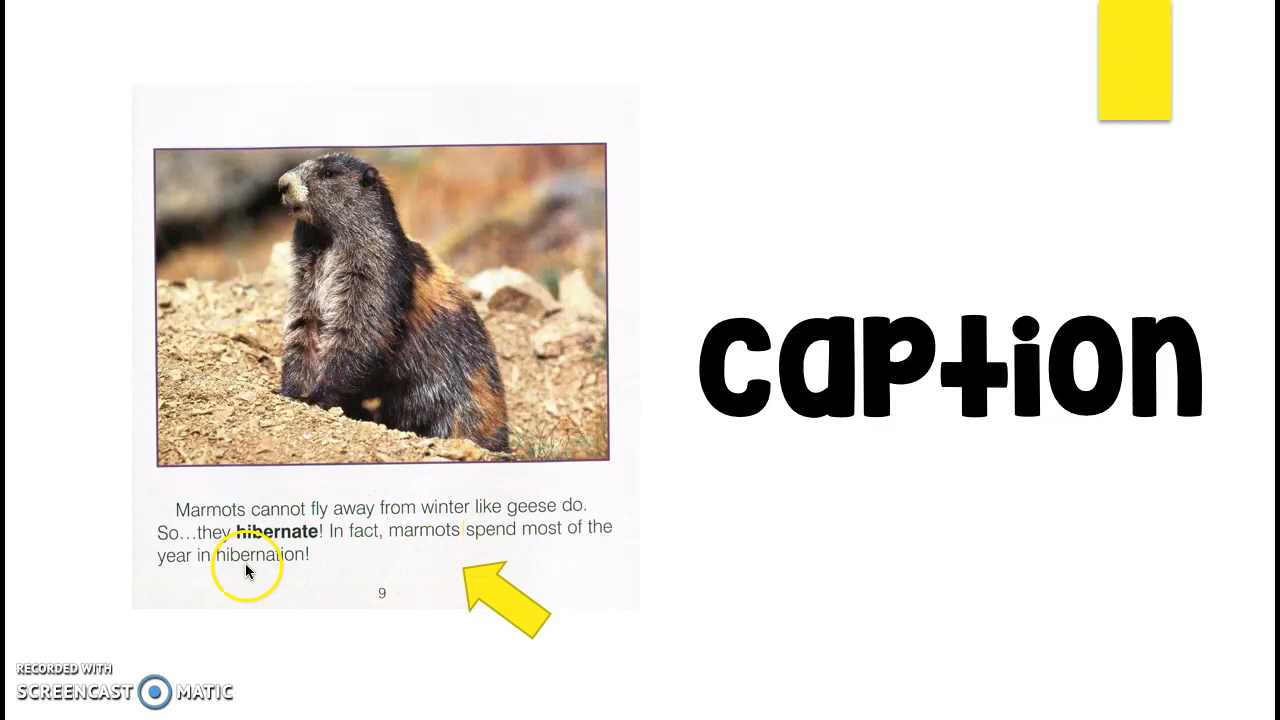 caption
Marmots cannot fly away from winter like geese do.
So...they hibernate! In fact, marmots spend most of the
year in hibernation!
9
RECORDED WITH
SCREENCAST MATIC